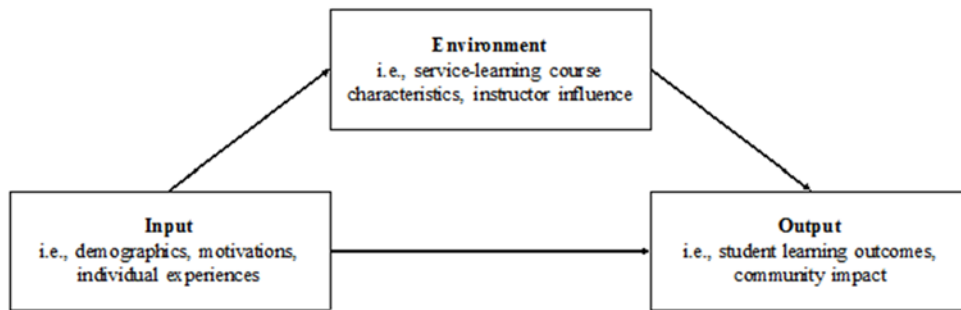 Environment
i.e., service-learning course
characteristics, instructor influence
Input
i.e., demographics, motivations,
individual experiences
Output
i.e., student learning outcomes,
community impact